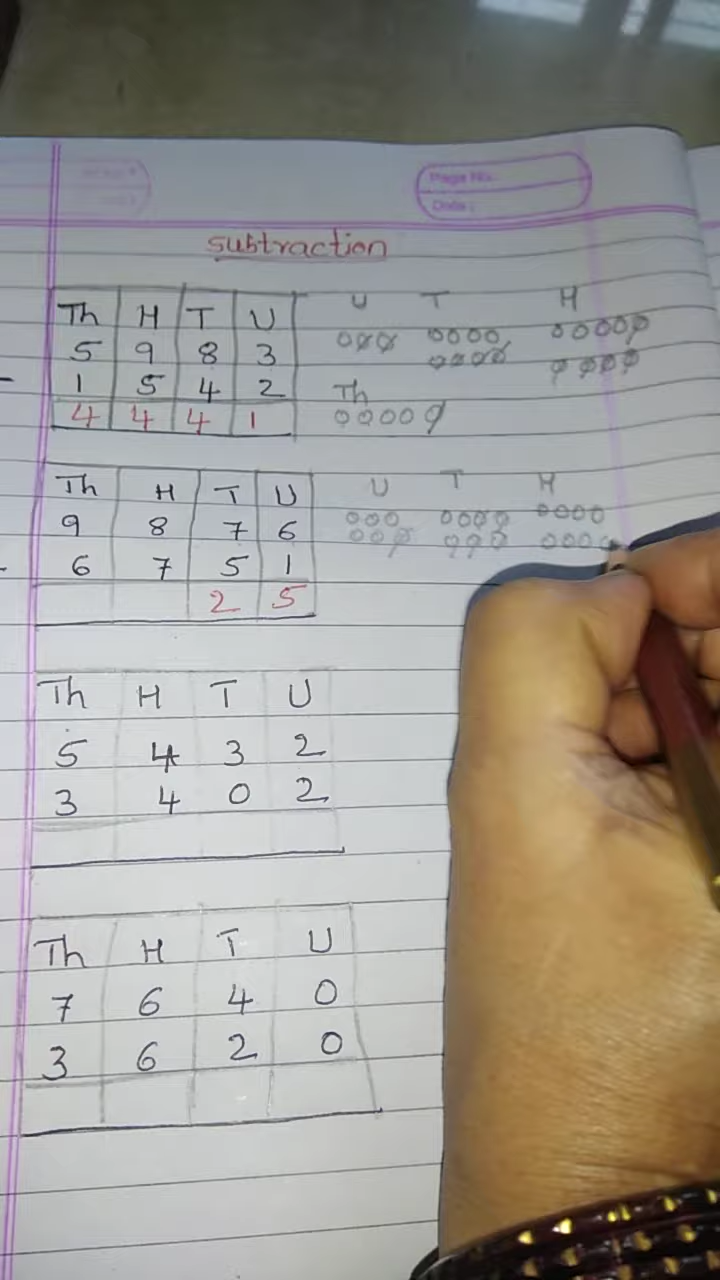 Page No.
Date:
subtraction
Th H T U
5 9 8 3
- 1 5 4 2
4 4 4 1
U T H
Th
Th H T U
9 8 7 6
- 6 7 5 1
2 5
U T H
Th H T U
5 4 3 2
3 4 0 2
Th H T U
7 6 4 0
3 6 2 0